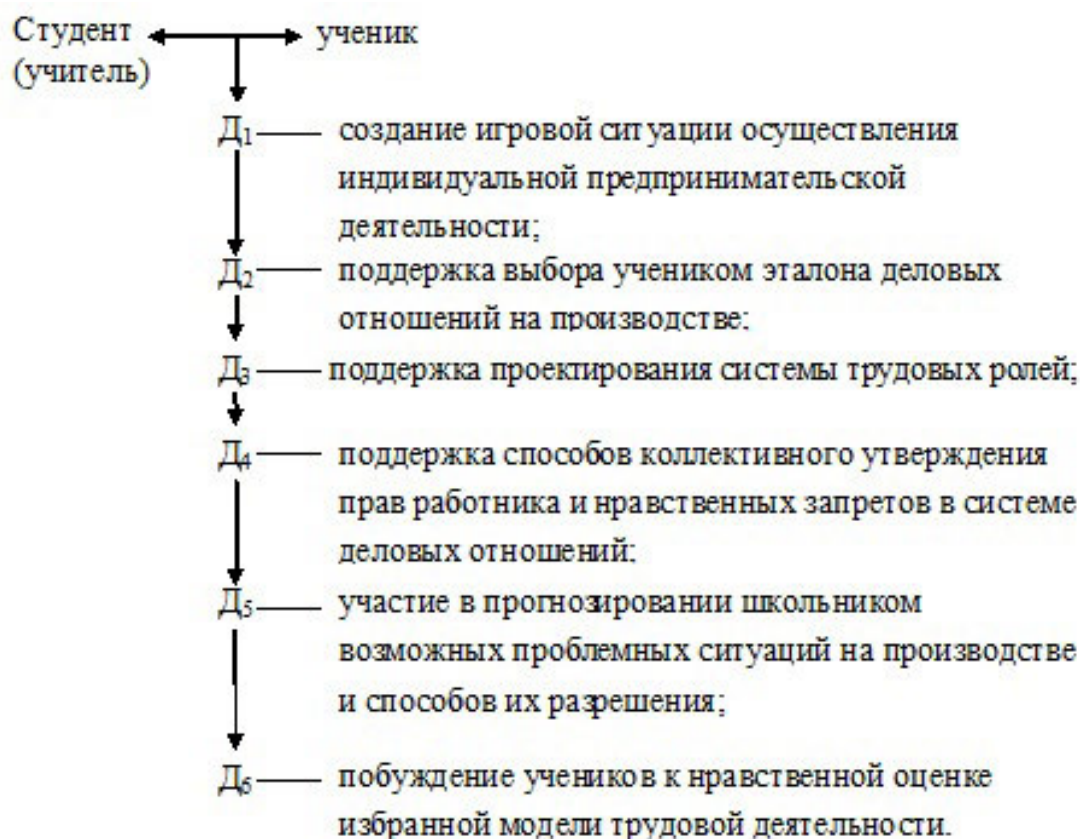 Студент ученик
(учитель)
Д1 создание игровой ситуации осуществления
индивидуальной предпринимательской
деятельности;
Д2 поддержка выбора учеником эталона деловых
отношений на производстве;
Д3 поддержка проектирования системы трудовых ролей;
Д4 поддержка способов коллективного утверждения
прав работника и нравственных запретов в системе
деловых отношений;
Д5 участие в прогнозировании школьником
возможных проблемных ситуаций на производстве
и способов их разрешения;
Д6 побуждение учеников к нравственной оценке
избранной модели трудовой деятельности.